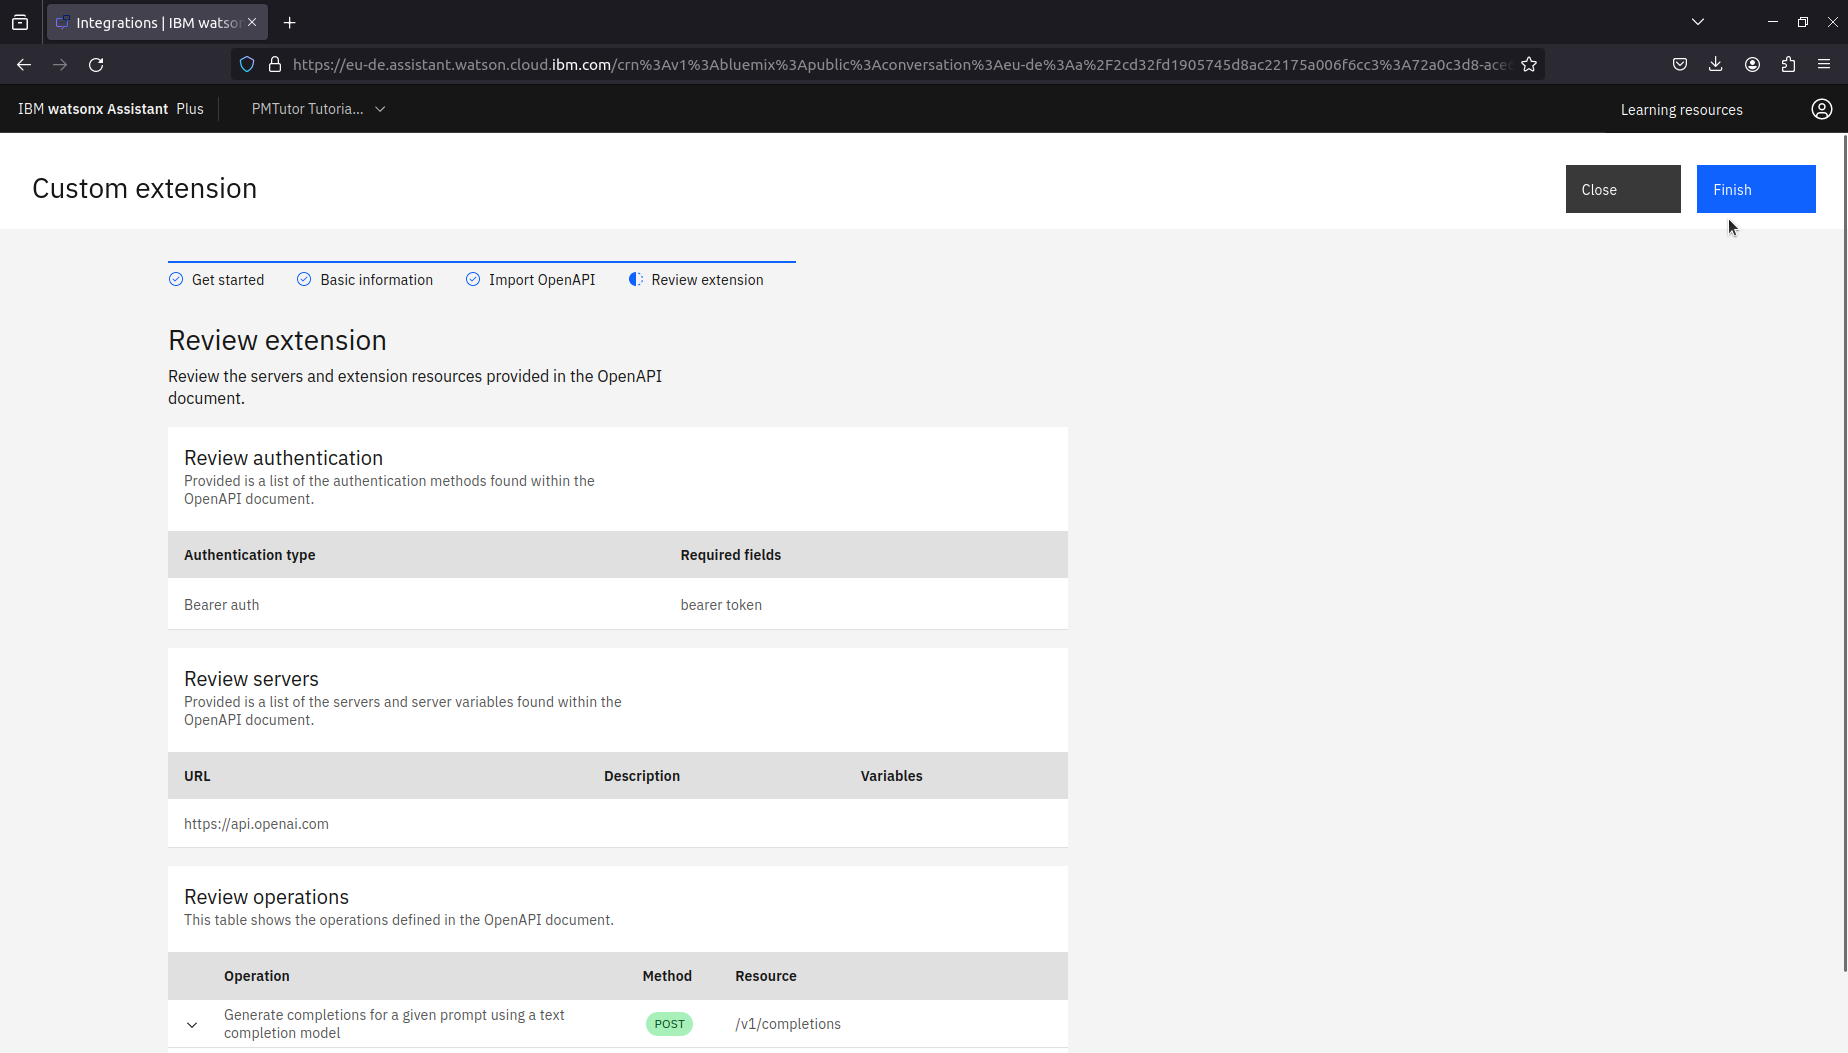 Integrations | IBM watso
https://eu-de.assistant.watson.cloud.ibm.com/crn%3Av1%3Abluemix%3Apublic%3Aconversation%3Aeu-de%3Aa%2F2cd32fd1905745d8ac22175a006f6cc3%3A72a0c3d8-ace
IBM watsonx Assistant Plus
PMTutor Tutoria...
Learning resources
Custom extension
Close
Finish
Get started
Basic information
Import OpenAPI
Review extension
Review extension
Review the servers and extension resources provided in the OpenAPI
document.
Review authentication
Provided is a list of the authentication methods found within the
OpenAPI document.
Authentication type
Required fields
Bearer auth
bearer token
Review servers
Provided is a list of the servers and server variables found within the
OpenAPI document.
URL
Description
Variables
https://api.openai.com
Review operations
This table shows the operations defined in the OpenAPI document.
Operation
Method
Resource
Generate completions for a given prompt using a text
completion model
POST
/v1/completions